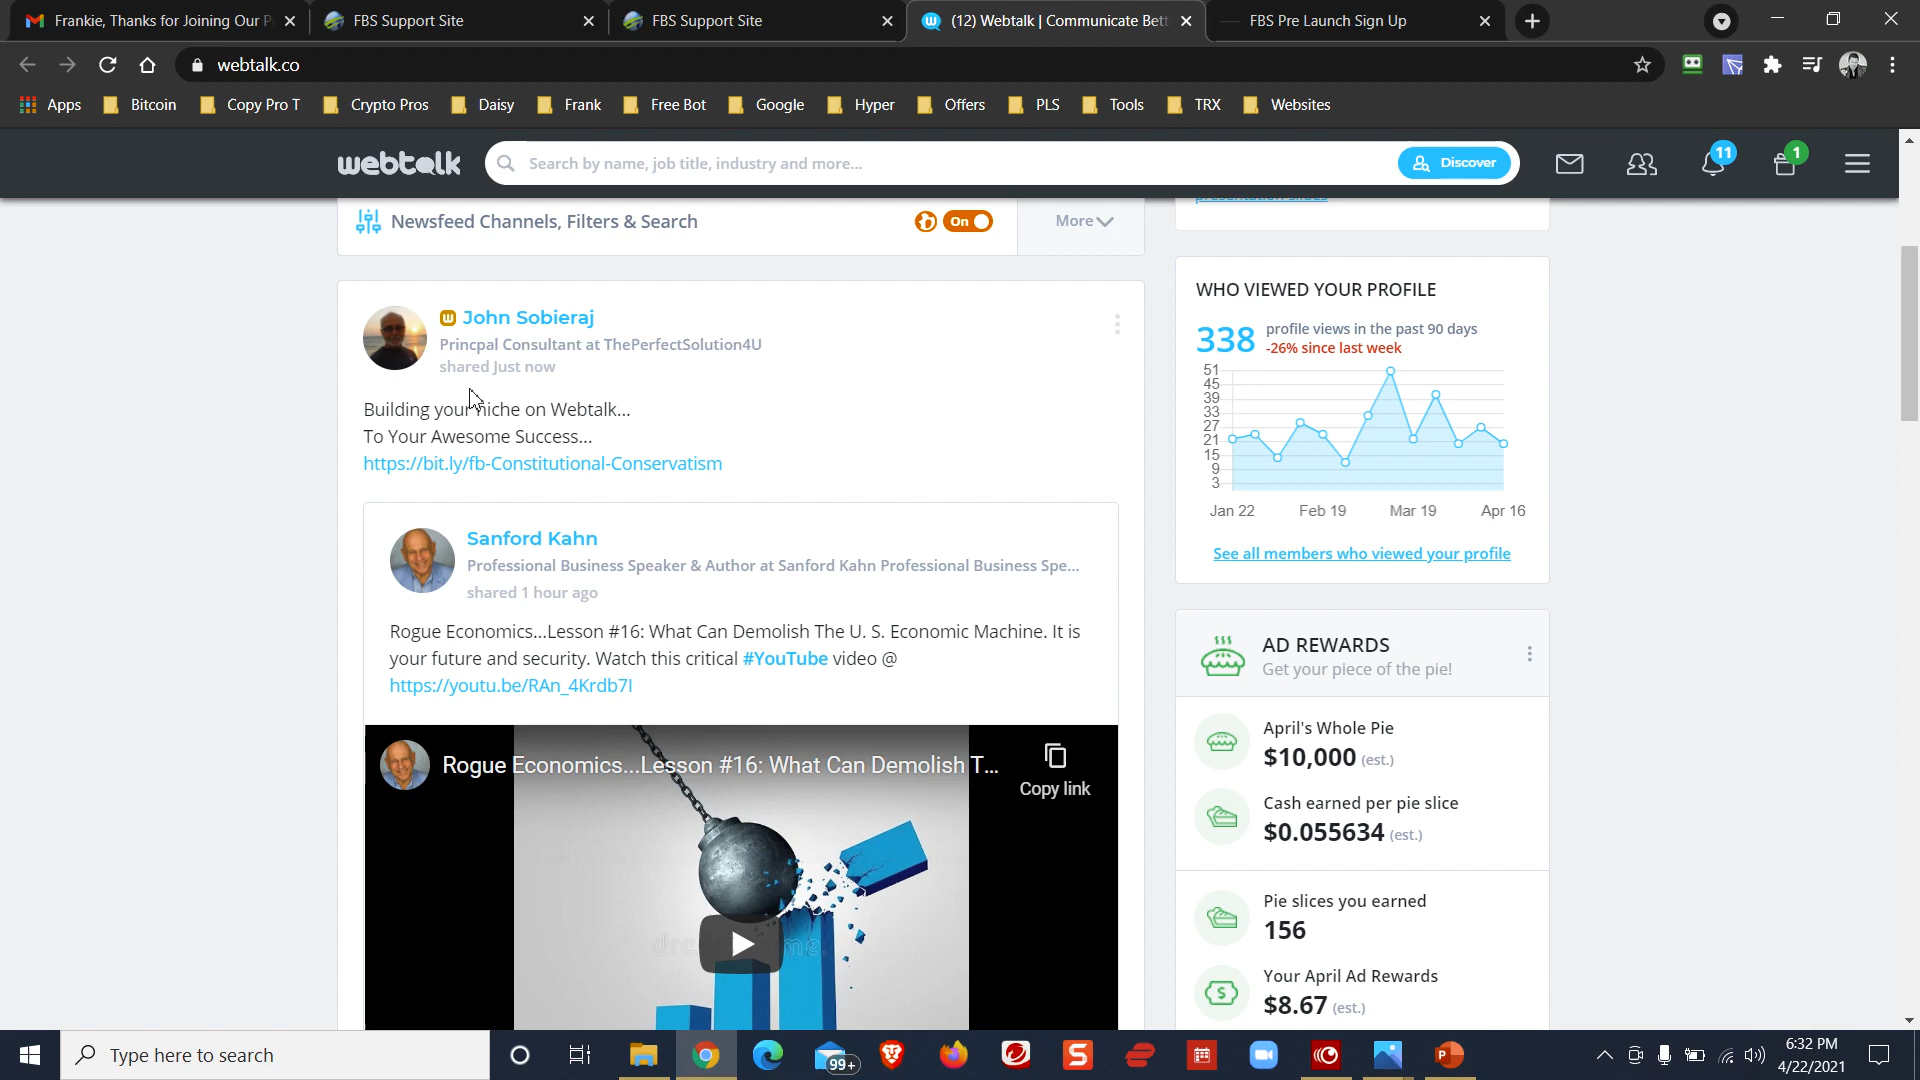 Frankie, Thanks for Joining Our P
FBS Support Site
FBS Support Site
(12) Webtalk | Communicate Bett
FBS Pre Launch Sign Up
webtalk.co
Apps
Bitcoin
Copy Pro T
Crypto Pros
Daisy
Frank
Free Bot
Google
Hyper
Offers
PLS
Tools
TRX
Websites
webtalk
Search by name, job title, industry and more...
Discover
11
1
Newsfeed Channels, Filters & Search
On
More
presentation slides
John Sobieraj
Princpal Consultant at ThePerfectSolution4U
shared Just now
Building your niche on Webtalk...
To Your Awesome Success...
https://bit.ly/fb-Constitutional-Conservatism
Sanford Kahn
Professional Business Speaker & Author at Sanford Kahn Professional Business Spe...
shared 1 hour ago
Rogue Economics...Lesson #16: What Can Demolish The U. S. Economic Machine. It is
your future and security. Watch this critical #YouTube video @
https://youtu.be/RAn_4Krdb7I
Rogue Economics...Lesson #16: What Can Demolish T...
Copy link
WHO VIEWED YOUR PROFILE
338
profile views in the past 90 days
-26% since last week
51
45
39
33
27
21
15
9
3
Jan 22
Feb 19
Mar 19
Apr 16
See all members who viewed your profile
AD REWARDS
Get your piece of the pie!
April's Whole Pie
$10,000 (est.)
Cash earned per pie slice
$0.055634 (est.)
Pie slices you earned
156
Your April Ad Rewards
$8.67 (est.)
Type here to search
99+
6:32 PM
4/22/2021